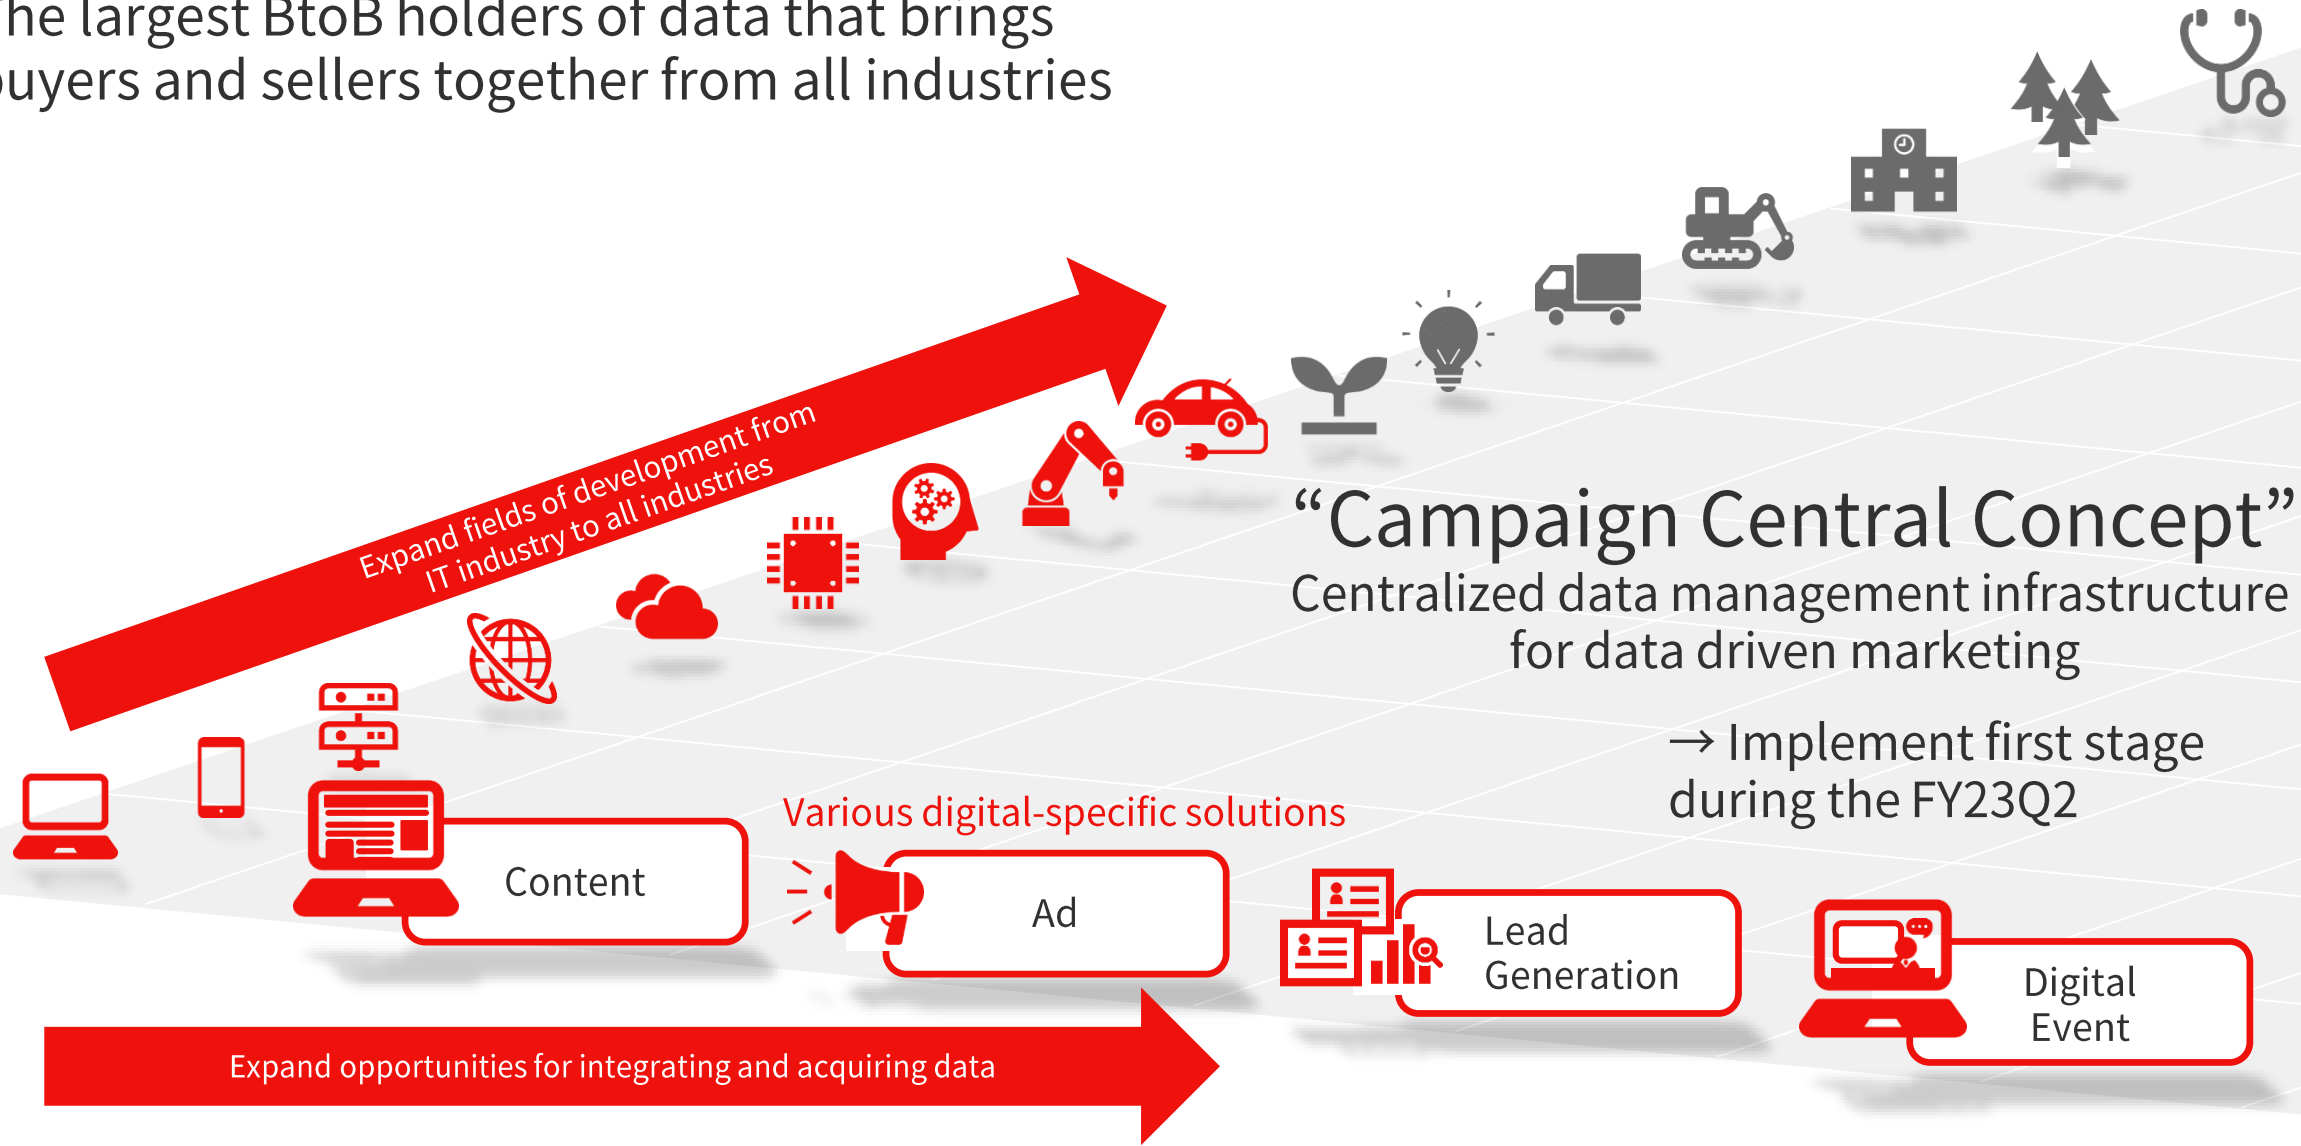 he largest BtoB holders of data that brings
buyers and sellers together from all industries
Expand fields of development from
IT industry to all industries
“Campaign Central Concept”
Centralized data management infrastructure
for data driven marketing
→ Implement first stage
during the FY23Q2
Various digital-specific solutions
Content
Ad
Lead
Generation
Digital
Event
Expand opportunities for integrating and acquiring data